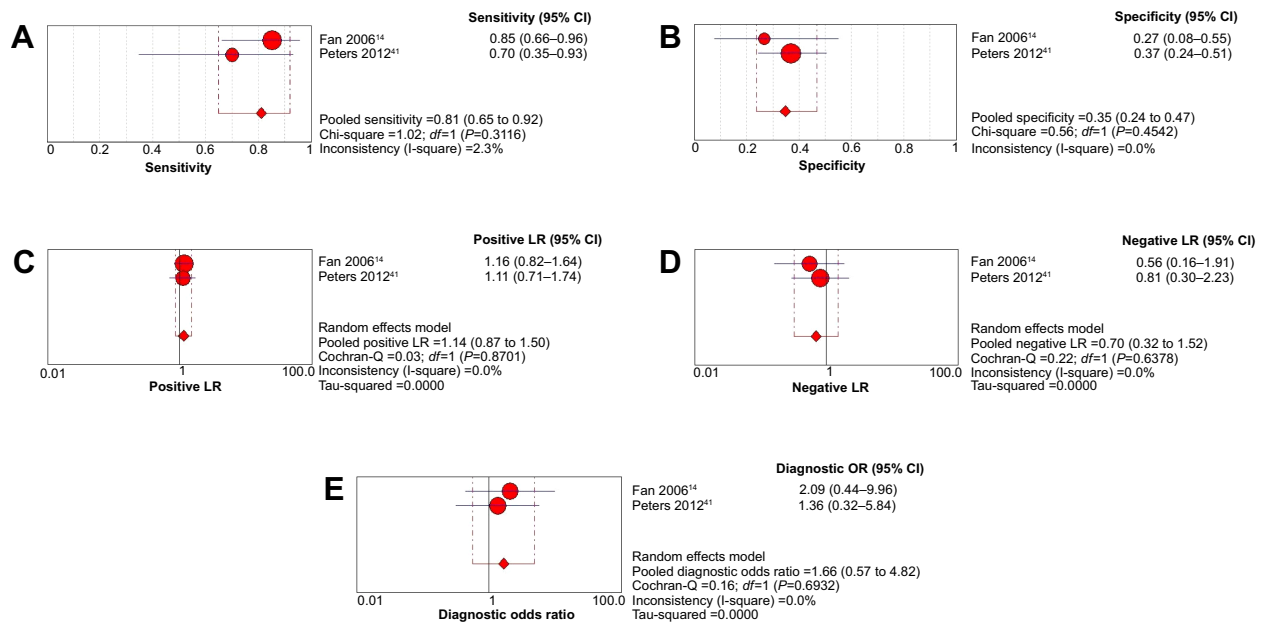 A
Sensitivity (95% CI)
Fan 2006¹⁴ 0.85 (0.66–0.96)
Peters 2012⁴¹ 0.70 (0.35–0.93)
Pooled sensitivity =0.81 (0.65 to 0.92)
Chi-square =1.02; df=1 (P=0.3116)
Inconsistency (I-square) =2.3%
0 0.2 0.4 0.6 0.8 1
Sensitivity
B
Specificity (95% CI)
Fan 2006¹⁴ 0.27 (0.08–0.55)
Peters 2012⁴¹ 0.37 (0.24–0.51)
Pooled specificity =0.35 (0.24 to 0.47)
Chi-square =0.56; df=1 (P=0.4542)
Inconsistency (I-square) =0.0%
0 0.2 0.4 0.6 0.8 1
Specificity
C
Positive LR (95% CI)
Fan 2006¹⁴ 1.16 (0.82–1.64)
Peters 2012⁴¹ 1.11 (0.71–1.74)
Random effects model
Pooled positive LR =1.14 (0.87 to 1.50)
Cochran-Q =0.03; df=1 (P=0.8701)
Inconsistency (I-square) =0.0%
Tau-squared =0.0000
0.01 1 100.0
Positive LR
D
Negative LR (95% CI)
Fan 2006¹⁴ 0.56 (0.16–1.91)
Peters 2012⁴¹ 0.81 (0.30–2.23)
Random effects model
Pooled negative LR =0.70 (0.32 to 1.52)
Cochran-Q =0.22; df=1 (P=0.6378)
Inconsistency (I-square) =0.0%
Tau-squared =0.0000
0.01 1 100.0
Negative LR
E
Diagnostic OR (95% CI)
Fan 2006¹⁴ 2.09 (0.44–9.96)
Peters 2012⁴¹ 1.36 (0.32–5.84)
Random effects model
Pooled diagnostic odds ratio =1.66 (0.57 to 4.82)
Cochran-Q =0.16; df=1 (P=0.6932)
Inconsistency (I-square) =0.0%
Tau-squared =0.0000
0.01 1 100.0
Diagnostic odds ratio